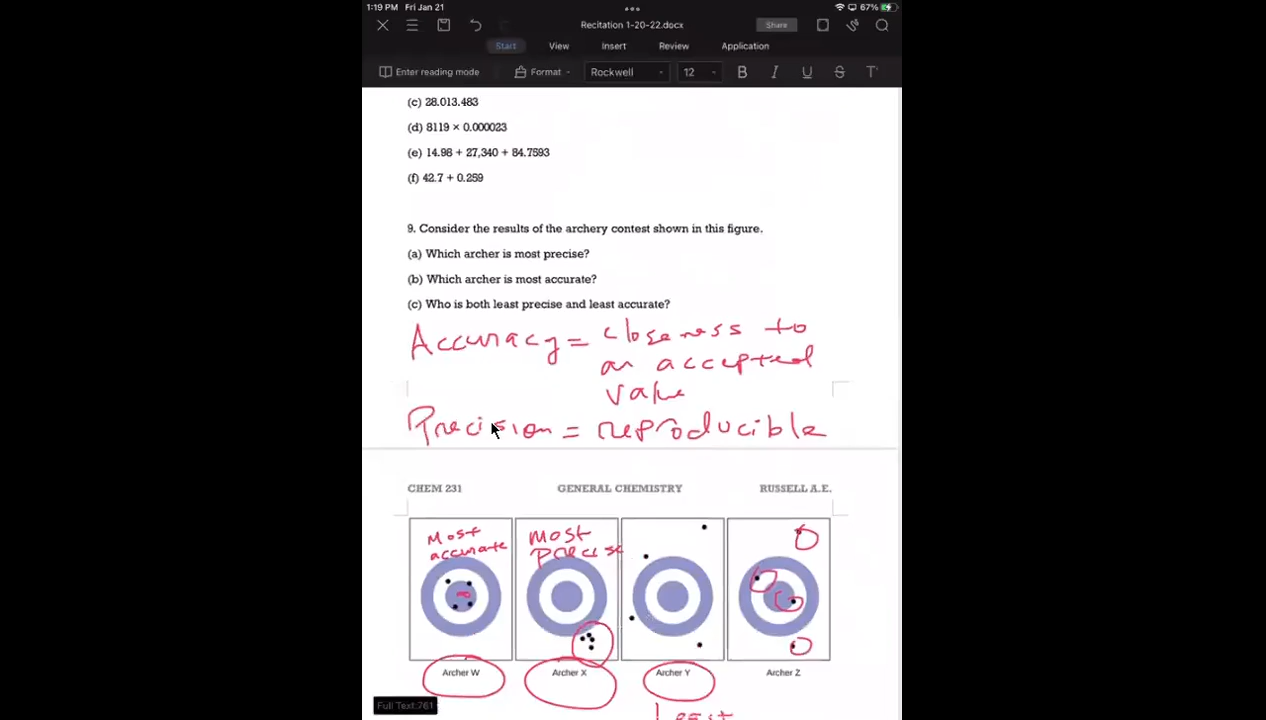 1:19 PM Fri Jan 21
67%
Recitation 1-20-22.docx
Share
Start View Insert Review Application
Enter reading mode Format Rockwell 12 B I U S T
(c) 28.013.483
(d) 8119 × 0.000023
(e) 14.98 + 27,340 + 84.7593
(f) 42.7 + 0.259
9. Consider the results of the archery contest shown in this figure.
(a) Which archer is most precise?
(b) Which archer is most accurate?
(c) Who is both least precise and least accurate?
Accuracy = closeness to
an accepted
value
Precision = reproducible
CHEM 231 GENERAL CHEMISTRY RUSSELL A.E.
Most
accurate
most
precise
Archer W Archer X Archer Y Archer Z
Least
Full Text:761